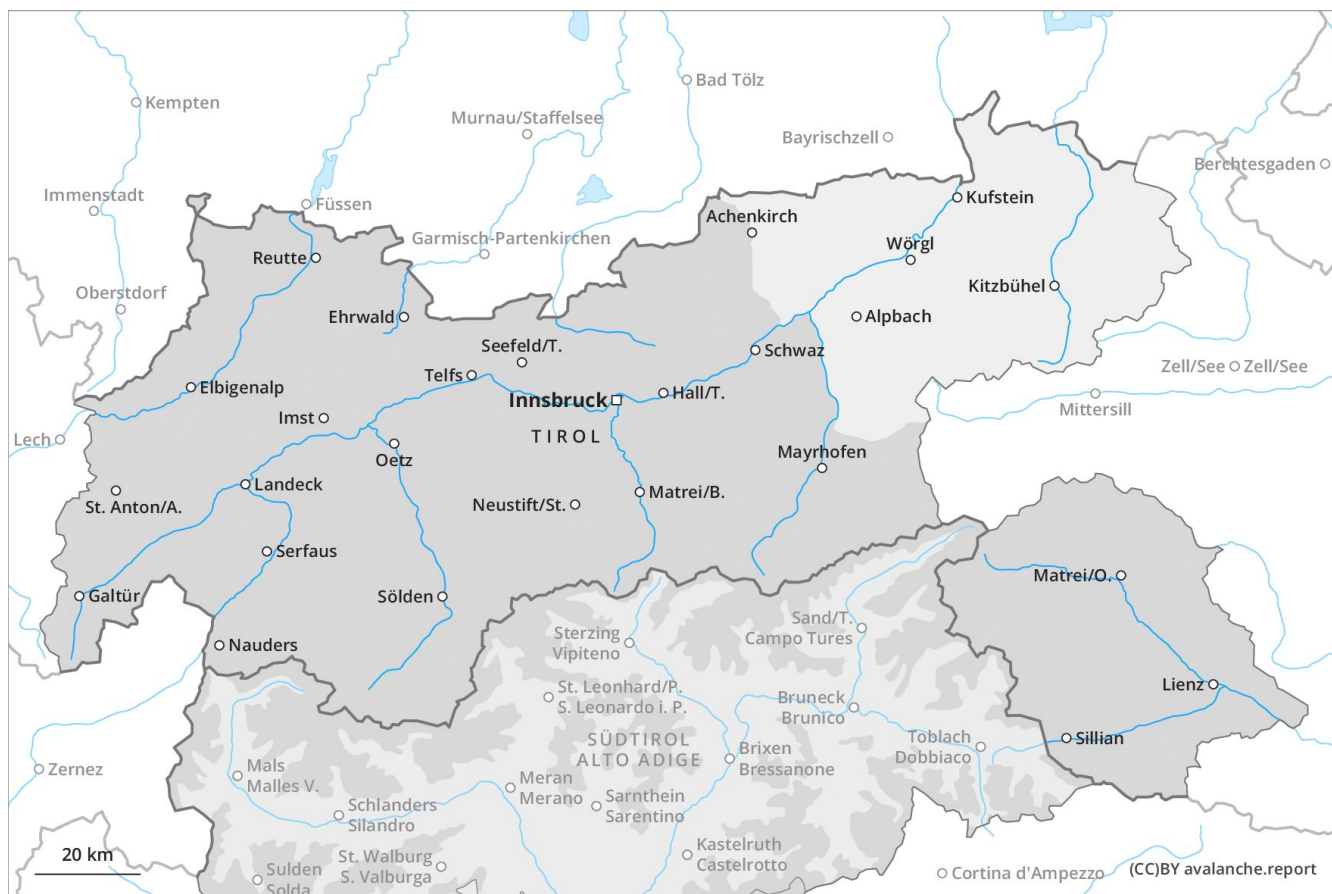 Bad Tölz
Kempten
Murnau/Staffelsee
Bayrischzell
Berchtesgaden
Immenstadt
Füssen
Kufstein
Achenkirch
Garmisch-Partenkirchen
Wörgl
Reutte
Kitzbühel
Oberstdorf
Ehrwald
Alpbach
Seefeld/T.
Schwaz
Zell/See
Zell/See
Telfs
Elbigenalp
Innsbruck
Hall/T.
Mittersill
Imst
TIROL
Lech
Oetz
Mayrhofen
Landeck
Matrei/B.
St. Anton/A.
Neustift/St.
Serfaus
Matrei/O.
Galtür
Sölden
Sand/T.
Campo Tures
Sterzing
Vipiteno
Nauders
Lienz
St. Leonhard/P.
S. Leonardo i. P.
Bruneck
Brunico
SÜDTIROL
ALTO ADIGE
Toblach
Dobbiaco
Sillian
Brixen
Bressanone
Zernez
Mals
Malles V.
Meran
Merano
Sarnthein
Sarentino
Schlanders
Silandro
Kastelruth
Castelrotto
20 km
St. Walburg
S. Valburga
Sulden
Solda
Cortina d'Ampezzo
(CC)BY avalanche.report